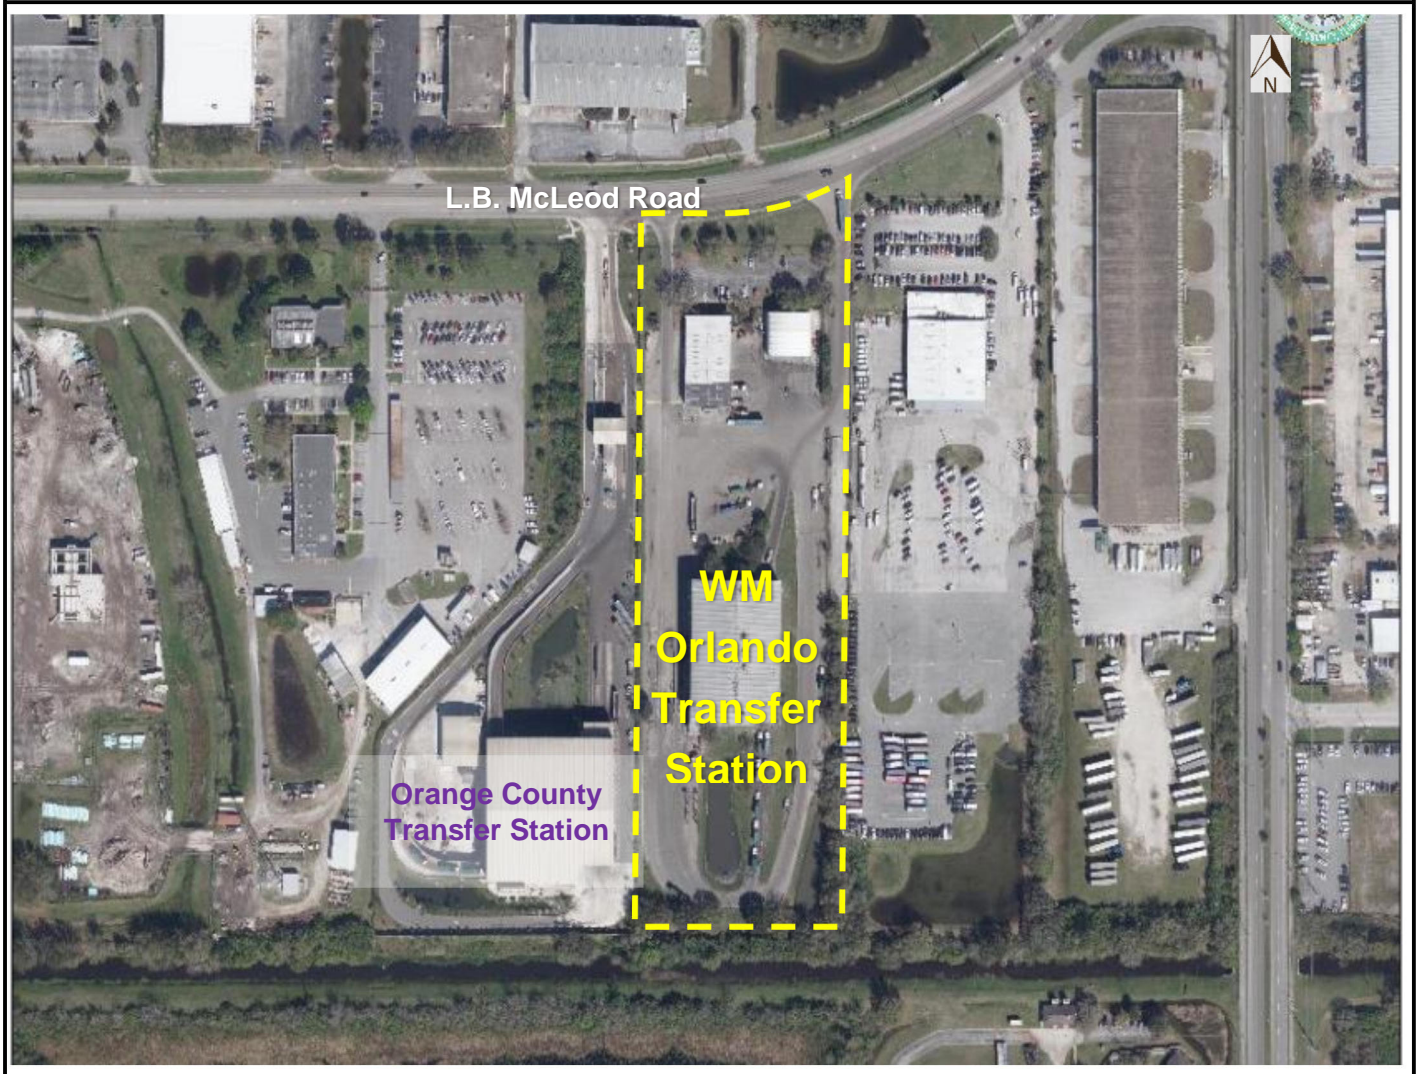 N
L.B. McLeod Road
WM
Orlando
Transfer
Station
Orange County
Transfer Station